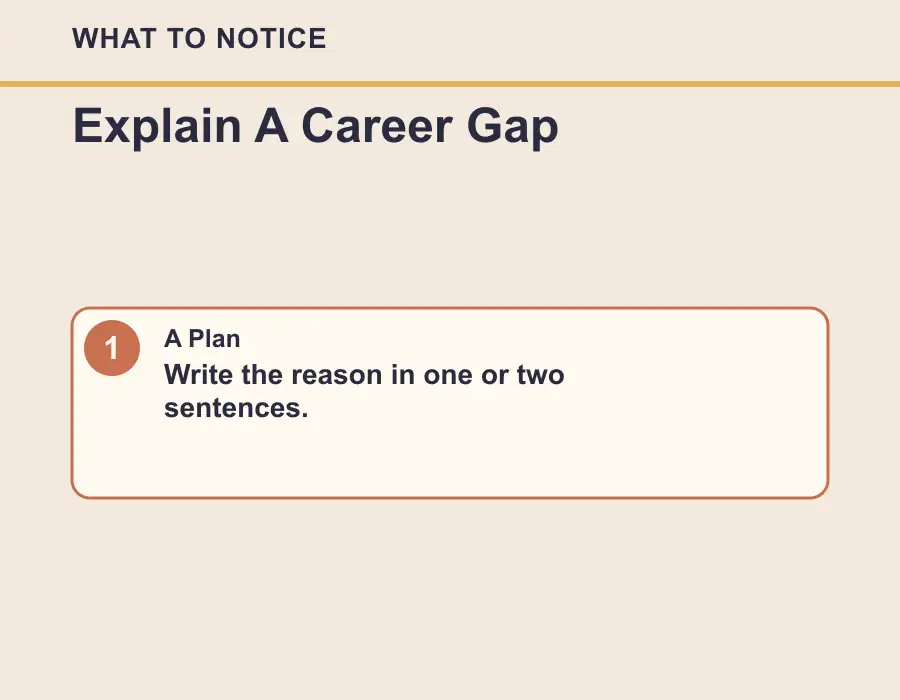 WHAT TO NOTICE
Explain A Career Gap
1
A Plan
Write the reason in one or two
sentences.